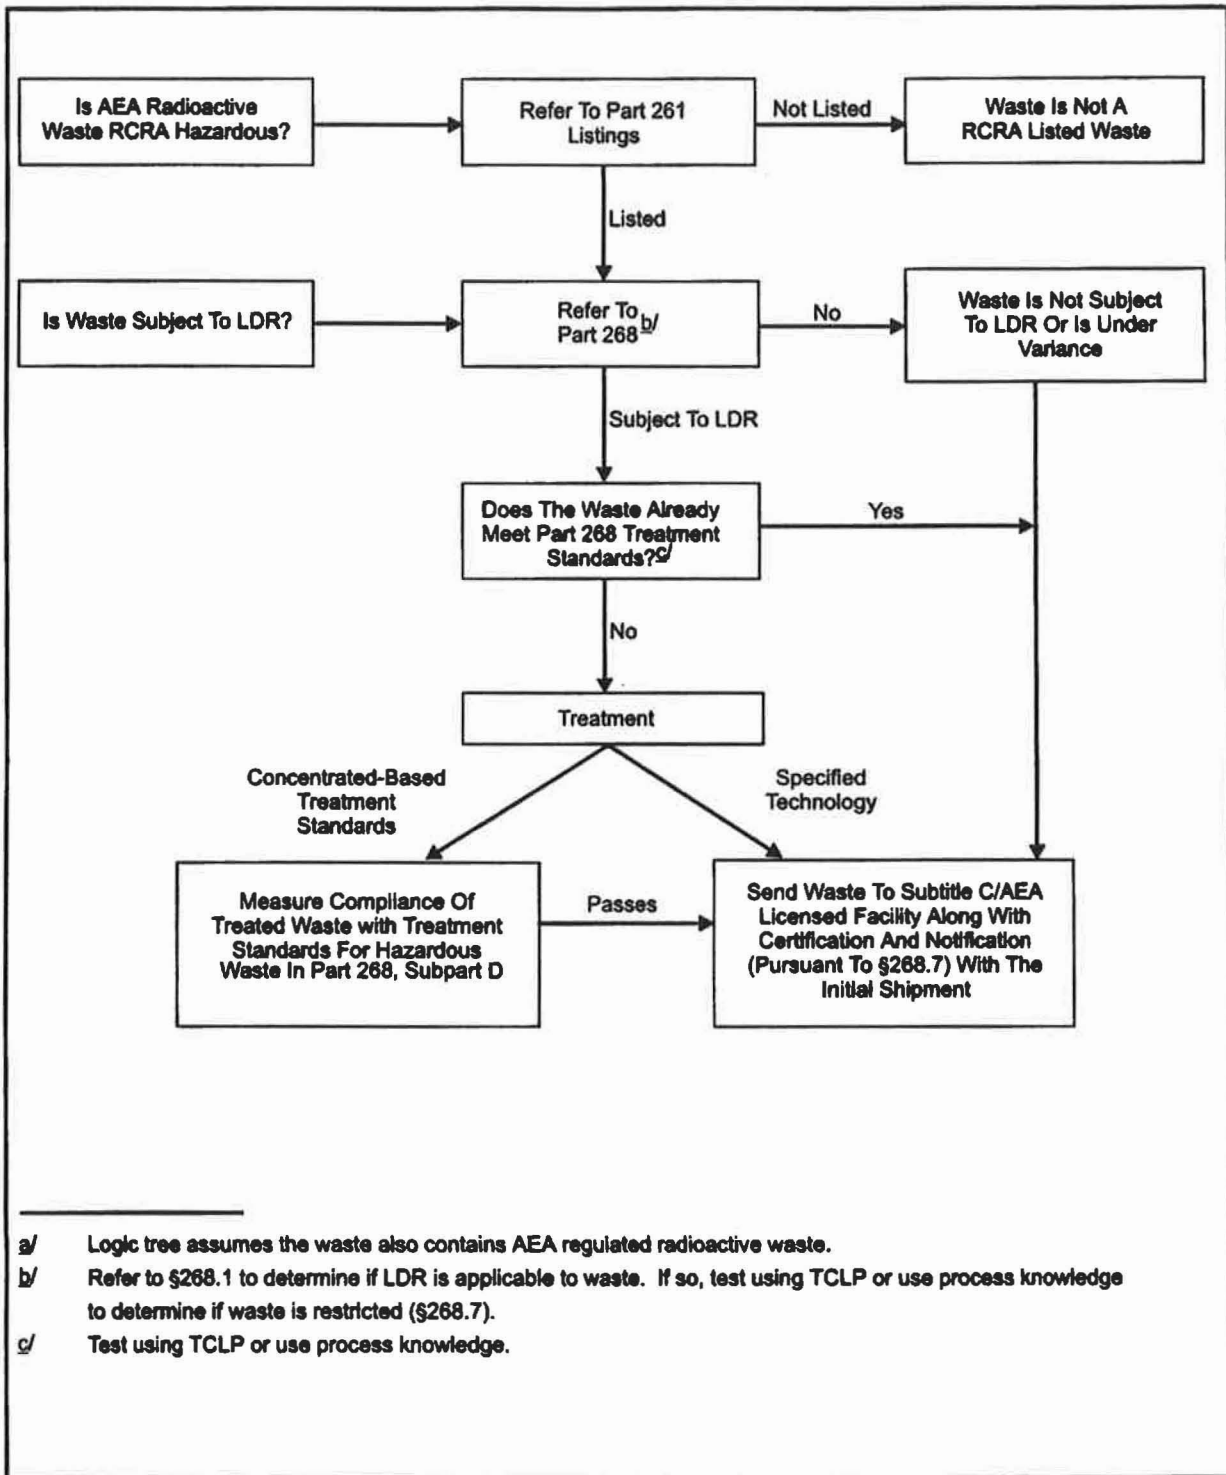 Is AEA Radioactive
Waste RCRA Hazardous?
Refer To Part 261
Listings
Not Listed
Waste Is Not A
RCRA Listed Waste
Listed
Is Waste Subject To LDR?
Refer To
Part 268 b/
No
Waste Is Not Subject
To LDR Or Is Under
Variance
Subject To LDR
Does The Waste Already
Meet Part 268 Treatment
Standards? c/
Yes
No
Treatment
Concentrated-Based
Treatment
Standards
Specified
Technology
Measure Compliance Of
Treated Waste with Treatment
Standards For Hazardous
Waste In Part 268, Subpart D
Passes
Send Waste To Subtitle C/AEA
Licensed Facility Along With
Certification And Notification
(Pursuant To §268.7) With The
Initial Shipment
a/ Logic tree assumes the waste also contains AEA regulated radioactive waste.
b/ Refer to §268.1 to determine if LDR is applicable to waste. If so, test using TCLP or use process knowledge
to determine if waste is restricted (§268.7).
c/ Test using TCLP or use process knowledge.